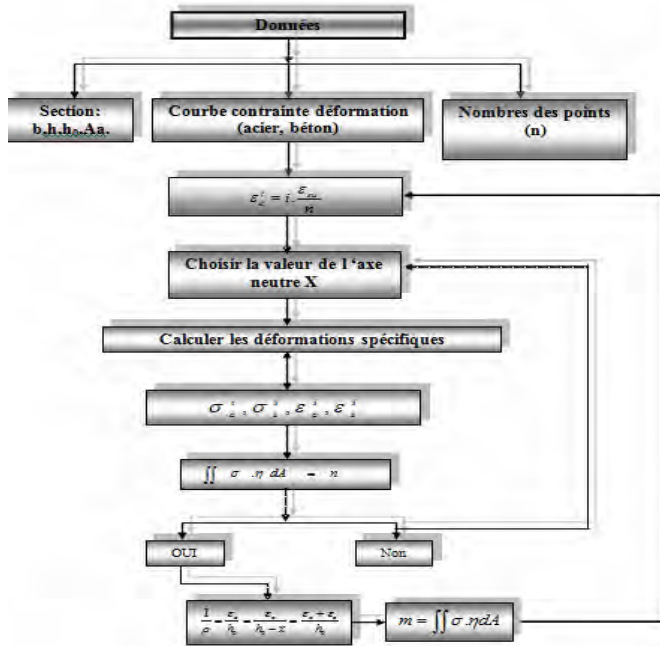 Données
Section:
b,h,h₀,Aa.
Courbe contrainte déformation
(acier, béton)
Nombres des points
(n)
Choisir la valeur de l 'axe
neutre X
Calculer les déformations spécifiques
∬ σ .η dA = n
OUI
Non
m = ∬ σ.ηdA